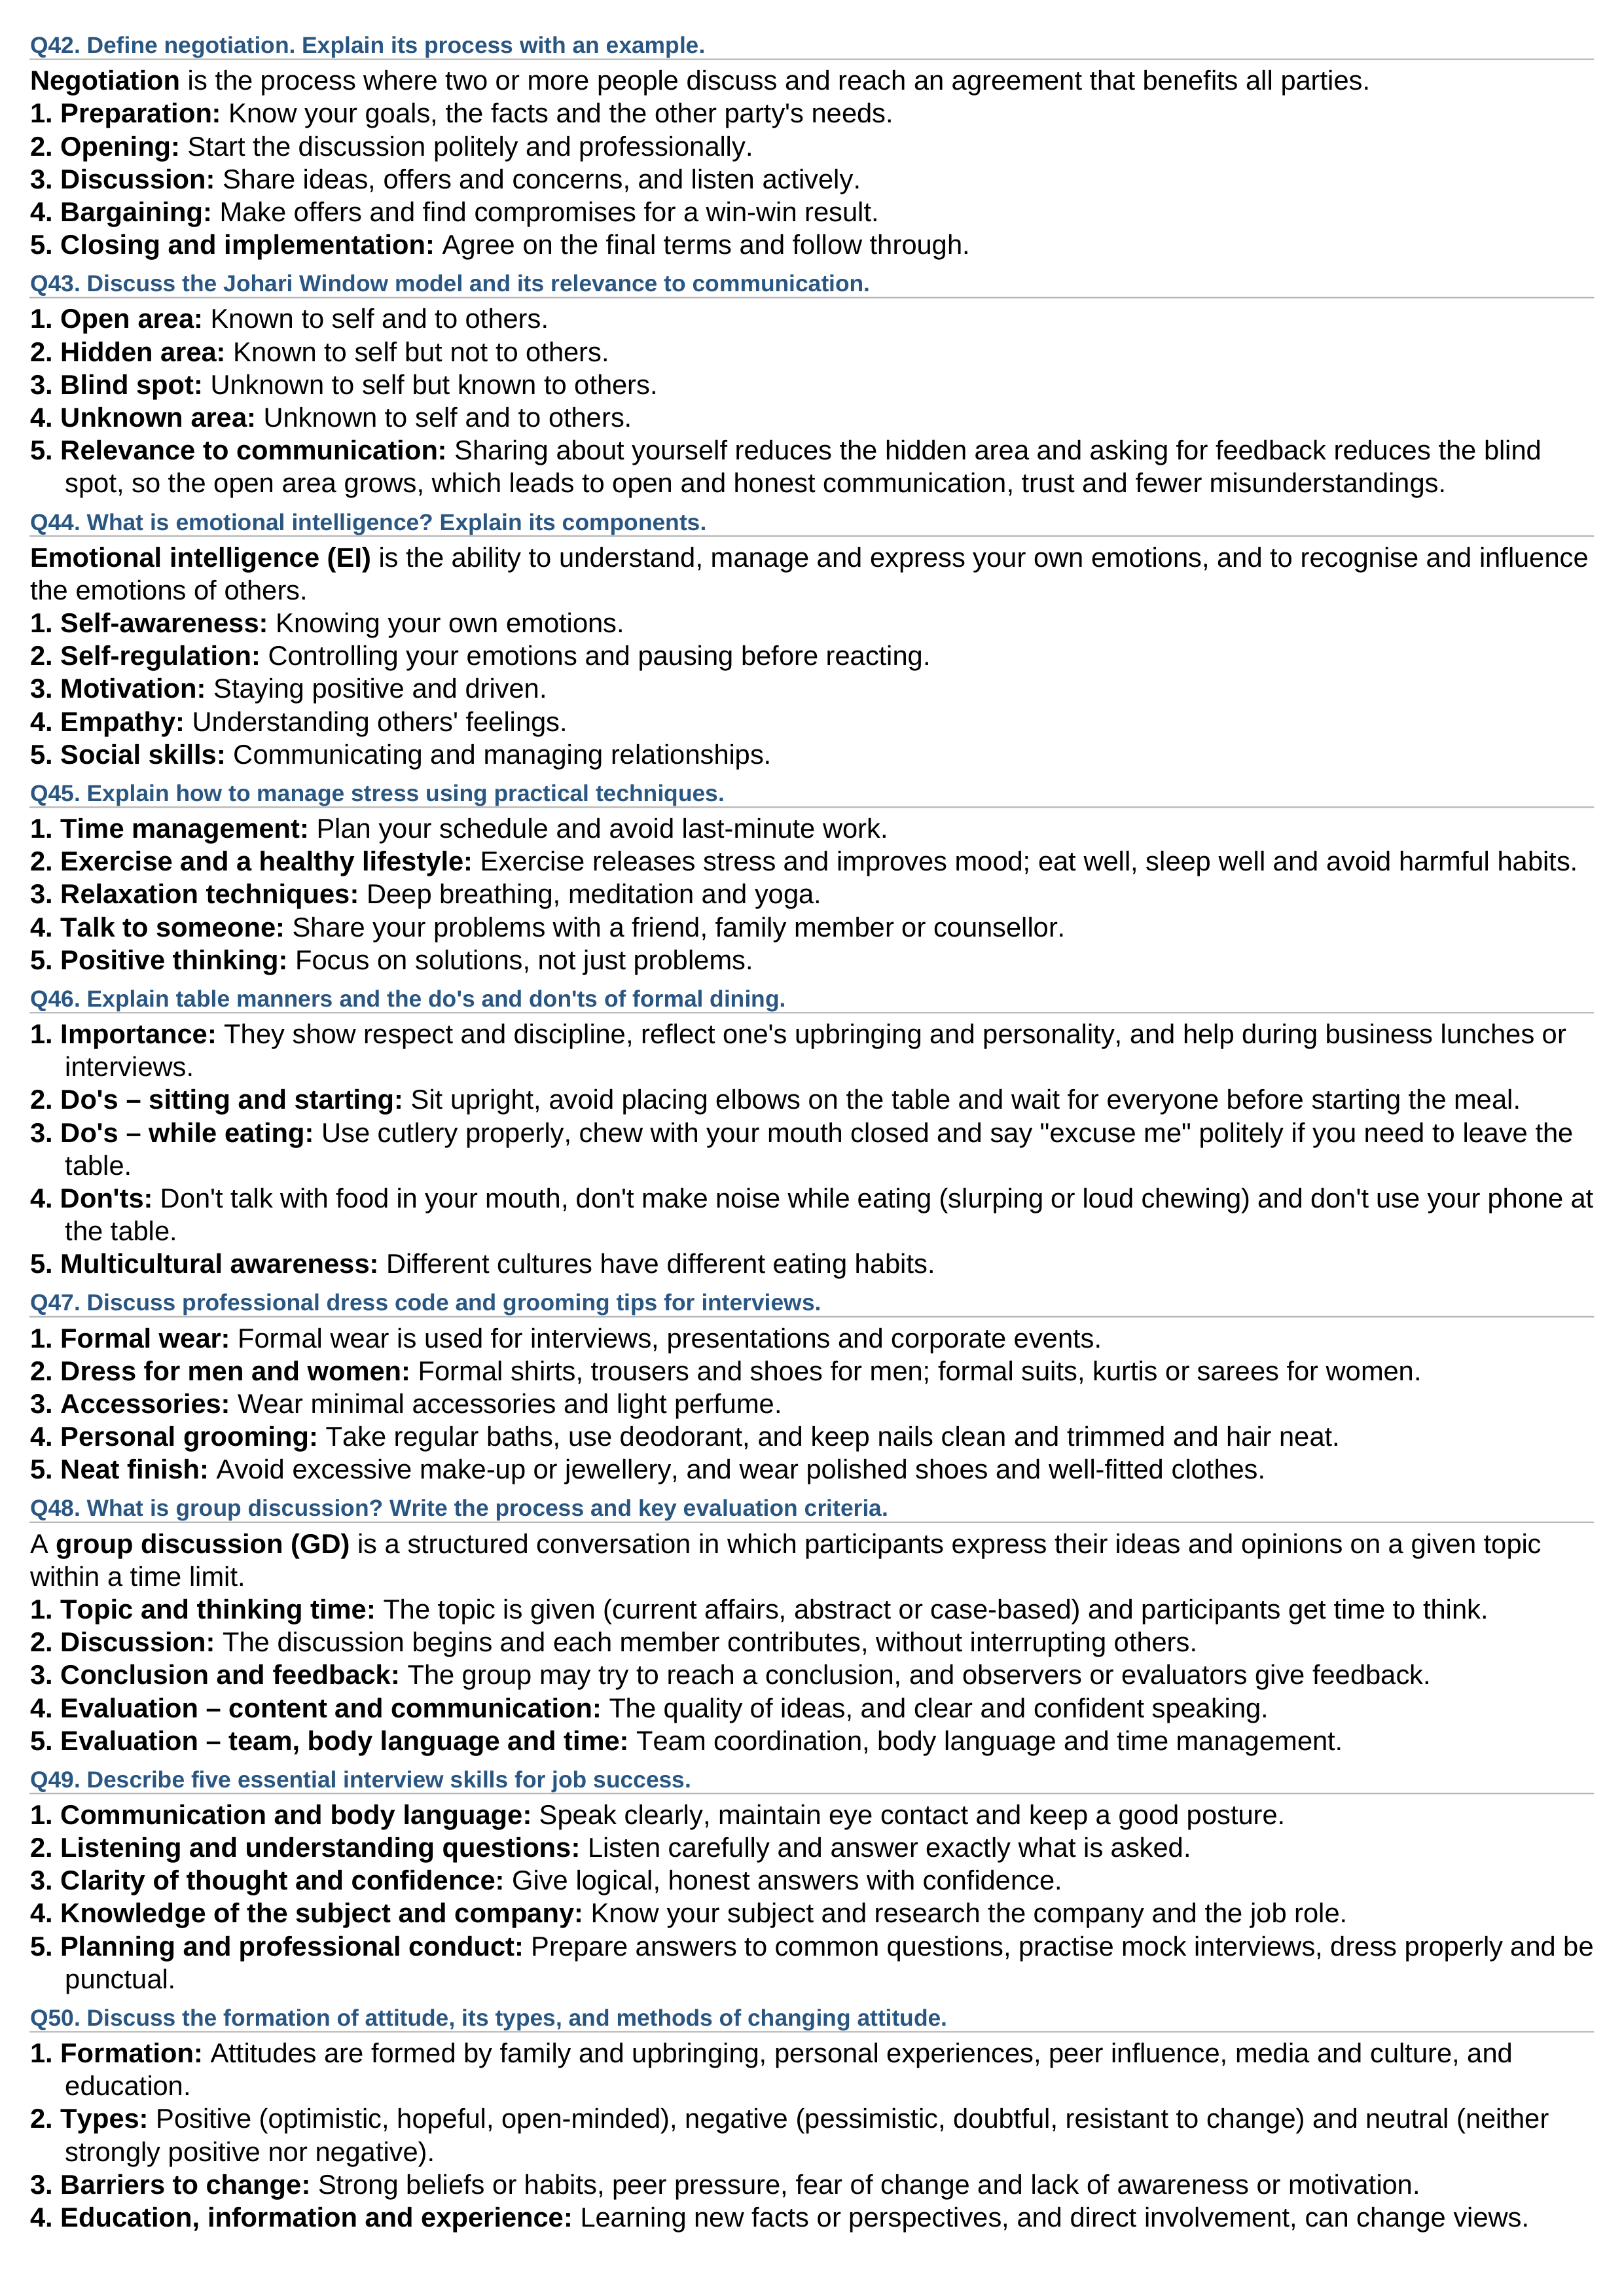 Q42. Define negotiation. Explain its process with an example.
Negotiation is the process where two or more people discuss and reach an agreement that benefits all parties.
1. Preparation: Know your goals, the facts and the other party's needs.
2. Opening: Start the discussion politely and professionally.
3. Discussion: Share ideas, offers and concerns, and listen actively.
4. Bargaining: Make offers and find compromises for a win-win result.
5. Closing and implementation: Agree on the final terms and follow through.
Q43. Discuss the Johari Window model and its relevance to communication.
1. Open area: Known to self and to others.
2. Hidden area: Known to self but not to others.
3. Blind spot: Unknown to self but known to others.
4. Unknown area: Unknown to self and to others.
5. Relevance to communication: Sharing about yourself reduces the hidden area and asking for feedback reduces the blind
spot, so the open area grows, which leads to open and honest communication, trust and fewer misunderstandings.
Q44. What is emotional intelligence? Explain its components.
Emotional intelligence (EI) is the ability to understand, manage and express your own emotions, and to recognise and influence
the emotions of others.
1. Self-awareness: Knowing your own emotions.
2. Self-regulation: Controlling your emotions and pausing before reacting.
3. Motivation: Staying positive and driven.
4. Empathy: Understanding others' feelings.
5. Social skills: Communicating and managing relationships.
Q45. Explain how to manage stress using practical techniques.
1. Time management: Plan your schedule and avoid last-minute work.
2. Exercise and a healthy lifestyle: Exercise releases stress and improves mood; eat well, sleep well and avoid harmful habits.
3. Relaxation techniques: Deep breathing, meditation and yoga.
4. Talk to someone: Share your problems with a friend, family member or counsellor.
5. Positive thinking: Focus on solutions, not just problems.
Q46. Explain table manners and the do's and don'ts of formal dining.
1. Importance: They show respect and discipline, reflect one's upbringing and personality, and help during business lunches or
interviews.
2. Do's – sitting and starting: Sit upright, avoid placing elbows on the table and wait for everyone before starting the meal.
3. Do's – while eating: Use cutlery properly, chew with your mouth closed and say "excuse me" politely if you need to leave the
table.
4. Don'ts: Don't talk with food in your mouth, don't make noise while eating (slurping or loud chewing) and don't use your phone at
the table.
5. Multicultural awareness: Different cultures have different eating habits.
Q47. Discuss professional dress code and grooming tips for interviews.
1. Formal wear: Formal wear is used for interviews, presentations and corporate events.
2. Dress for men and women: Formal shirts, trousers and shoes for men; formal suits, kurtis or sarees for women.
3. Accessories: Wear minimal accessories and light perfume.
4. Personal grooming: Take regular baths, use deodorant, and keep nails clean and trimmed and hair neat.
5. Neat finish: Avoid excessive make-up or jewellery, and wear polished shoes and well-fitted clothes.
Q48. What is group discussion? Write the process and key evaluation criteria.
A group discussion (GD) is a structured conversation in which participants express their ideas and opinions on a given topic
within a time limit.
1. Topic and thinking time: The topic is given (current affairs, abstract or case-based) and participants get time to think.
2. Discussion: The discussion begins and each member contributes, without interrupting others.
3. Conclusion and feedback: The group may try to reach a conclusion, and observers or evaluators give feedback.
4. Evaluation – content and communication: The quality of ideas, and clear and confident speaking.
5. Evaluation – team, body language and time: Team coordination, body language and time management.
Q49. Describe five essential interview skills for job success.
1. Communication and body language: Speak clearly, maintain eye contact and keep a good posture.
2. Listening and understanding questions: Listen carefully and answer exactly what is asked.
3. Clarity of thought and confidence: Give logical, honest answers with confidence.
4. Knowledge of the subject and company: Know your subject and research the company and the job role.
5. Planning and professional conduct: Prepare answers to common questions, practise mock interviews, dress properly and be
punctual.
Q50. Discuss the formation of attitude, its types, and methods of changing attitude.
1. Formation: Attitudes are formed by family and upbringing, personal experiences, peer influence, media and culture, and
education.
2. Types: Positive (optimistic, hopeful, open-minded), negative (pessimistic, doubtful, resistant to change) and neutral (neither
strongly positive nor negative).
3. Barriers to change: Strong beliefs or habits, peer pressure, fear of change and lack of awareness or motivation.
4. Education, information and experience: Learning new facts or perspectives, and direct involvement, can change views.